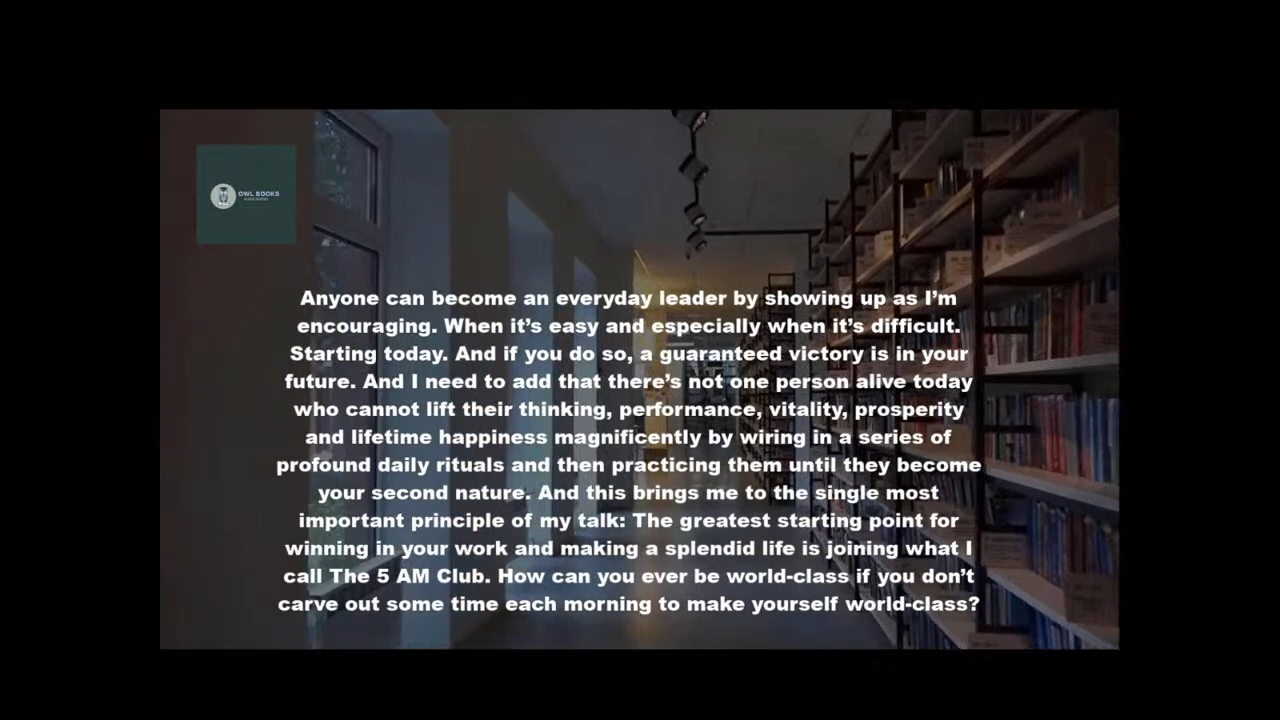 OWL BOOKS
Anyone can become an everyday leader by showing up as I’m
encouraging. When it’s easy and especially when it’s difficult.
Starting today. And if you do so, a guaranteed victory is in your
future. And I need to add that there’s not one person alive today
who cannot lift their thinking, performance, vitality, prosperity
and lifetime happiness magnificently by wiring in a series of
profound daily rituals and then practicing them until they become
your second nature. And this brings me to the single most
important principle of my talk: The greatest starting point for
winning in your work and making a splendid life is joining what I
call The 5 AM Club. How can you ever be world-class if you don’t
carve out some time each morning to make yourself world-class?